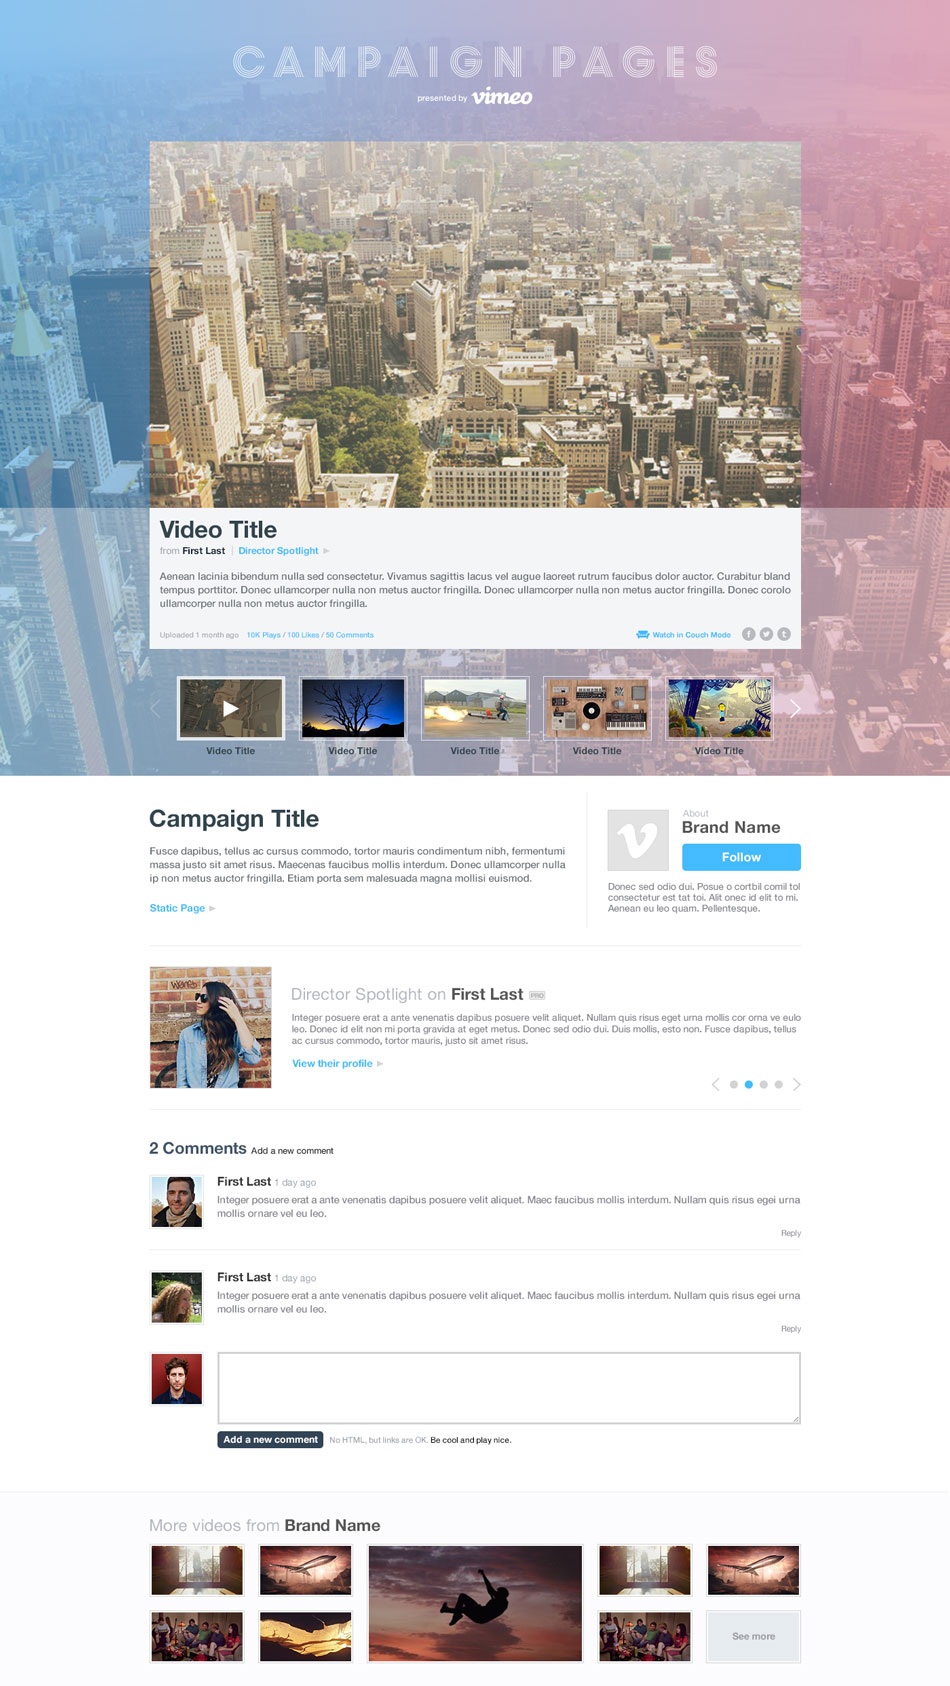 CAMPAIGN PAGES
presented by vimeo
Video Title
from First Last | Director Spotlight
Aenean lacinia bibendum nulla sed consectetur. Vivamus sagittis lacus vel augue laoreet rutrum faucibus dolor auctor. Curabitur bland
tempus porttitor. Donec ullamcorper nulla non metus auctor fringilla. Donec ullamcorper nulla non metus auctor fringilla. Donec corolo
ullamcorper nulla non metus auctor fringilla.
Uploaded 1 month ago 10K Plays / 100 Likes / 50 Comments Watch in Couch Mode
Video Title Video Title Video Title Video Title Video Title
Campaign Title
Fusce dapibus, tellus ac cursus commodo, tortor mauris condimentum nibh, fermentumi
massa justo sit amet risus. Maecenas faucibus mollis interdum. Donec ullamcorper nulla
ip non metus auctor fringilla. Etiam porta sem malesuada magna mollisi euismod.
Static Page
About
Brand Name
Follow
Donec sed odio dui. Posue o cortbil comil tol
consectetur est tat toi. Alit onec id elit to mi.
Aenean eu leo quam. Pellentesque.
Director Spotlight on First Last PRO
Integer posuere erat a ante venenatis dapibus posuere velit aliquet. Nullam quis risus eget urna mollis cor orna ve eulo
leo. Donec id elit non mi porta gravida at eget metus. Donec sed odio dui. Duis mollis, esto non. Fusce dapibus, tellus
ac cursus commodo, tortor mauris, justo sit amet risus.
View their profile
2 Comments Add a new comment
First Last 1 day ago
Integer posuere erat a ante venenatis dapibus posuere velit aliquet. Maec faucibus mollis interdum. Nullam quis risus egei urna
mollis ornare vel eu leo.
Reply
First Last 1 day ago
Integer posuere erat a ante venenatis dapibus posuere velit aliquet. Maec faucibus mollis interdum. Nullam quis risus egei urna
mollis ornare vel eu leo.
Reply
Add a new comment No HTML, but links are OK. Be cool and play nice.
More videos from Brand Name
See more